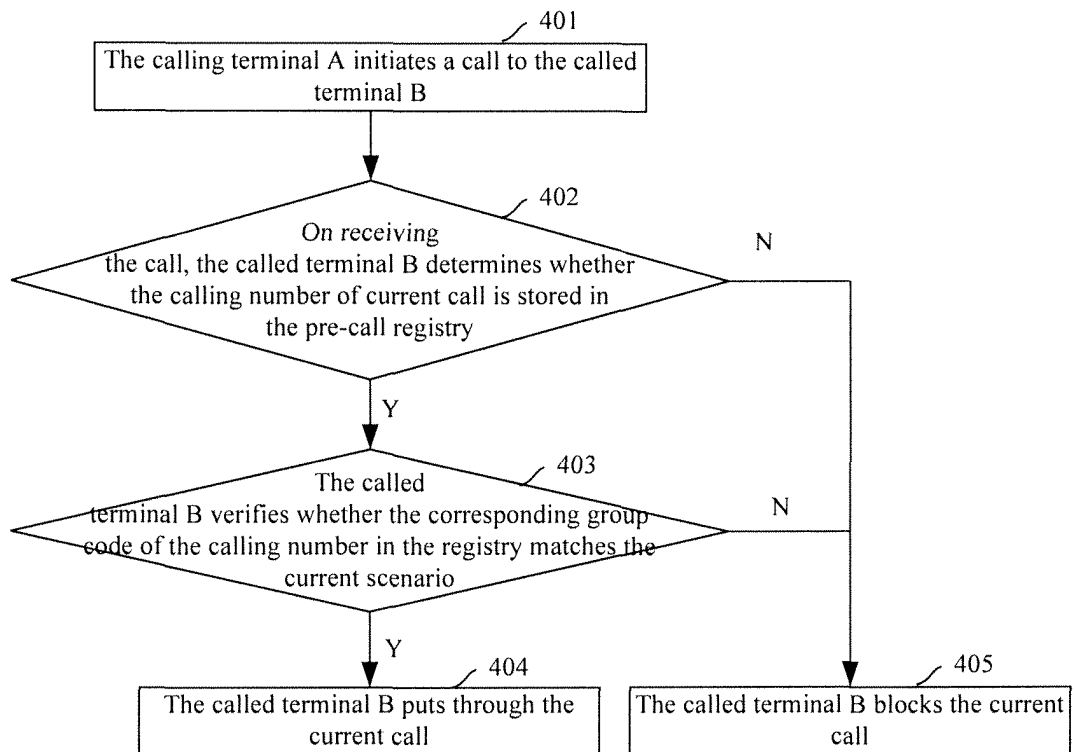 401
The calling terminal A initiates a call to the called
terminal B
402
On receiving
the call, the called terminal B determines whether
the calling number of current call is stored in
the pre-call registry
N
Y
403
The called
terminal B verifies whether the corresponding group
code of the calling number in the registry matches the
current scenario
N
Y
404
The called terminal B puts through the
current call
405
The called terminal B blocks the current
call